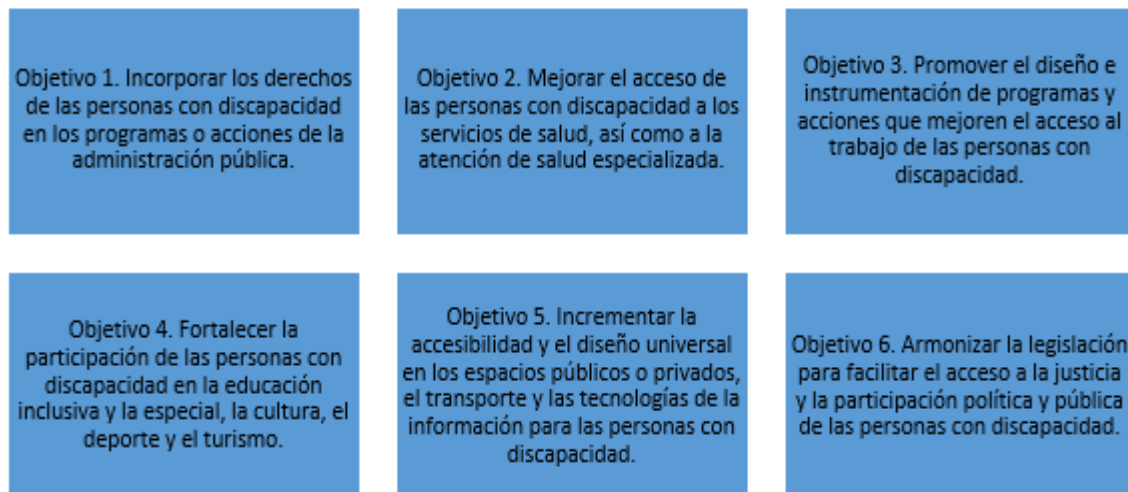 Objetivo 1. Incorporar los derechos
de las personas con discapacidad
en los programas o acciones de la
administración pública.
Objetivo 2. Mejorar el acceso de
las personas con discapacidad a los
servicios de salud, así como a la
atención de salud especializada.
Objetivo 3. Promover el diseño e
instrumentación de programas y
acciones que mejoren el acceso al
trabajo de las personas con
discapacidad.
Objetivo 4. Fortalecer la
participación de las personas con
discapacidad en la educación
inclusiva y la especial, la cultura, el
deporte y el turismo.
Objetivo 5. Incrementar la
accesibilidad y el diseño universal
en los espacios públicos o privados,
el transporte y las tecnologías de la
información para las personas con
discapacidad.
Objetivo 6. Armonizar la legislación
para facilitar el acceso a la justicia
y la participación política y pública
de las personas con discapacidad.